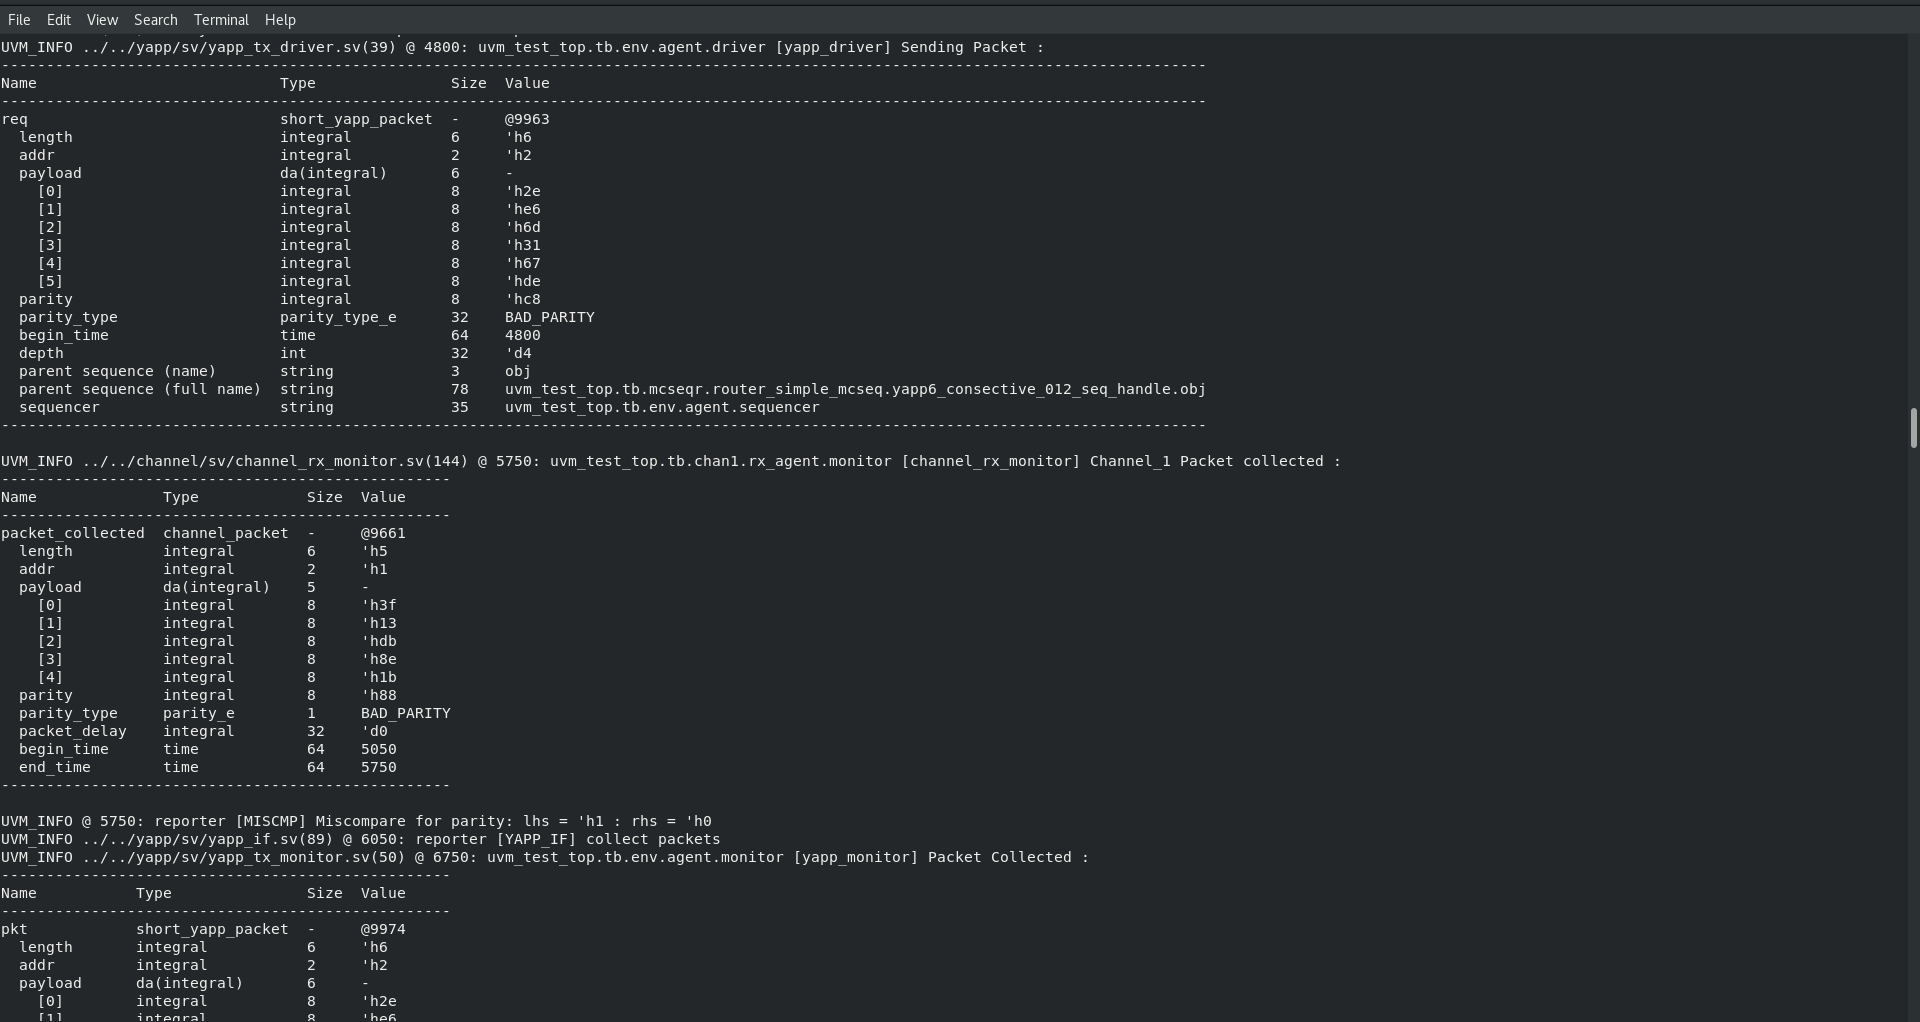 File Edit View Search Terminal Help
UVM_INFO ../../yapp/sv/yapp_tx_driver.sv(39) @ 4800: uvm_test_top.tb.env.agent.driver [yapp_driver] Sending Packet :
--------------------------------------------------------------------------------------------------------------------------------------
Name                           Type               Size  Value
--------------------------------------------------------------------------------------------------------------------------------------
req                            short_yapp_packet  -     @9963
  length                       integral           6     'h6
  addr                         integral           2     'h2
  payload                      da(integral)       6     -
    [0]                        integral           8     'h2e
    [1]                        integral           8     'he6
    [2]                        integral           8     'h6d
    [3]                        integral           8     'h31
    [4]                        integral           8     'h67
    [5]                        integral           8     'hde
  parity                       integral           8     'hc8
  parity_type                  parity_type_e      32    BAD_PARITY
  begin_time                   time               64    4800
  depth                        int                32    'd4
  parent sequence (name)       string             3     obj
  parent sequence (full name)  string             78    uvm_test_top.tb.mcseqr.router_simple_mcseq.yapp6_consective_012_seq_handle.obj
  sequencer                    string             35    uvm_test_top.tb.env.agent.sequencer
--------------------------------------------------------------------------------------------------------------------------------------
UVM_INFO ../../channel/sv/channel_rx_monitor.sv(144) @ 5750: uvm_test_top.tb.chan1.rx_agent.monitor [channel_rx_monitor] Channel_1 Packet collected :
--------------------------------------------------
Name              Type            Size  Value
--------------------------------------------------
packet_collected  channel_packet  -     @9661
  length          integral        6     'h5
  addr            integral        2     'h1
  payload         da(integral)    5     -
    [0]           integral        8     'h3f
    [1]           integral        8     'h13
    [2]           integral        8     'hdb
    [3]           integral        8     'h8e
    [4]           integral        8     'h1b
  parity          integral        8     'h88
  parity_type     parity_e        1     BAD_PARITY
  packet_delay    integral        32    'd0
  begin_time      time            64    5050
  end_time        time            64    5750
--------------------------------------------------
UVM_INFO @ 5750: reporter [MISCMP] Miscompare for parity: lhs = 'h1 : rhs = 'h0
UVM_INFO ../../yapp/sv/yapp_if.sv(89) @ 6050: reporter [YAPP_IF] collect packets
UVM_INFO ../../yapp/sv/yapp_tx_monitor.sv(50) @ 6750: uvm_test_top.tb.env.agent.monitor [yapp_monitor] Packet Collected :
--------------------------------------------------
Name           Type               Size  Value
--------------------------------------------------
pkt            short_yapp_packet  -     @9974
  length       integral           6     'h6
  addr         integral           2     'h2
  payload      da(integral)       6     -
    [0]        integral           8     'h2e
    [1]        integral           8     'he6